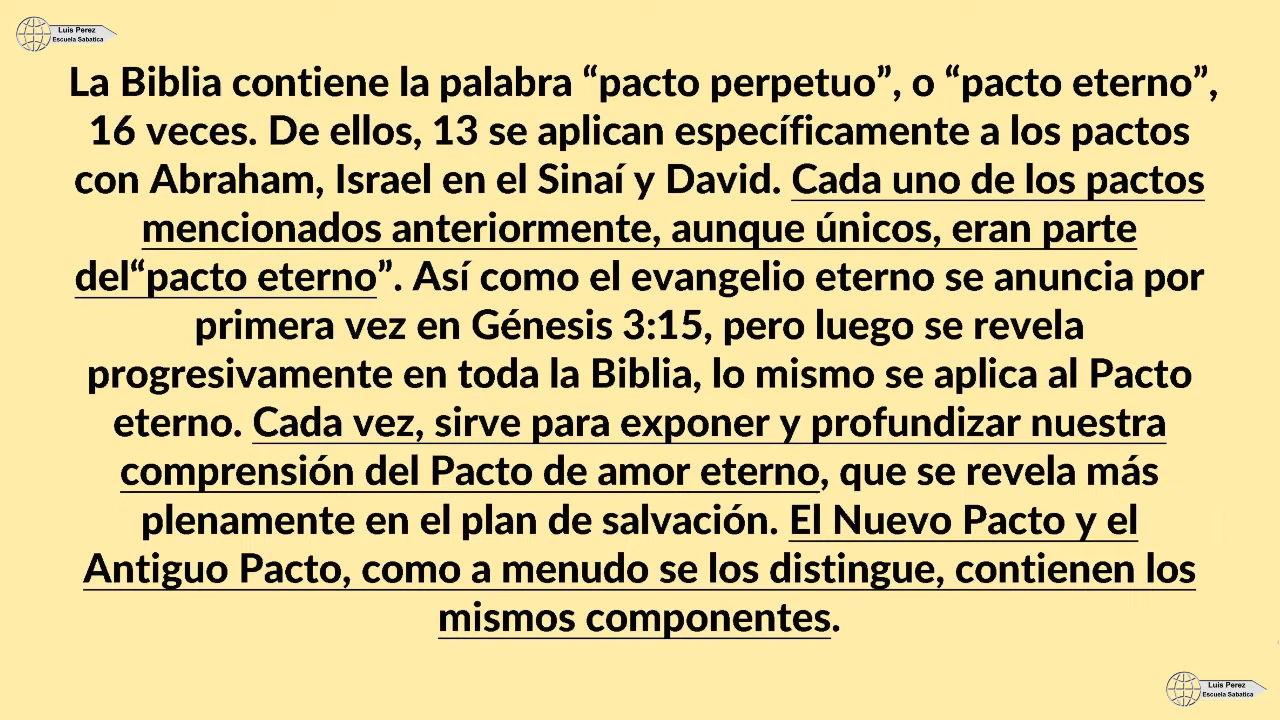 Luis Perez
Escuela Sabatica
La Biblia contiene la palabra “pacto perpetuo”, o “pacto eterno”,
16 veces. De ellos, 13 se aplican específicamente a los pactos
con Abraham, Israel en el Sinaí y David. Cada uno de los pactos
mencionados anteriormente, aunque únicos, eran parte
del“pacto eterno”. Así como el evangelio eterno se anuncia por
primera vez en Génesis 3:15, pero luego se revela
progresivamente en toda la Biblia, lo mismo se aplica al Pacto
eterno. Cada vez, sirve para exponer y profundizar nuestra
comprensión del Pacto de amor eterno, que se revela más
plenamente en el plan de salvación. El Nuevo Pacto y el
Antiguo Pacto, como a menudo se los distingue, contienen los
mismos componentes.
Luis Perez
Escuela Sabatica